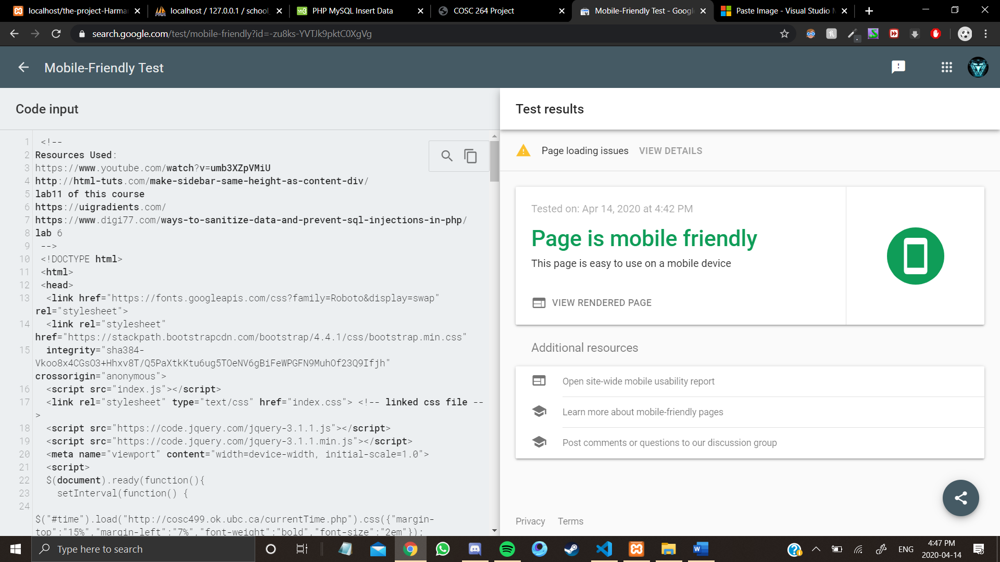 localhost/the-project-Harma
localhost / 127.0.0.1 / school_
PHP MySQL Insert Data
COSC 264 Project
Mobile-Friendly Test - Googl
Paste Image - Visual Studio M
search.google.com/test/mobile-friendly?id=-zu8ks-YVTJk9pktC0XgVg
Mobile-Friendly Test
Code input
1 <!--
2 Resources Used:
3 https://www.youtube.com/watch?v=umb3XZpVMiU
4 http://html-tuts.com/make-sidebar-same-height-as-content-div/
5 lab11 of this course
6 https://uigradients.com/
7 https://www.digi77.com/ways-to-sanitize-data-and-prevent-sql-injections-in-php/
8 lab 6
9 -->
10 <!DOCTYPE html>
11 <html>
12 <head>
13 <link href="https://fonts.googleapis.com/css?family=Roboto&display=swap"
rel="stylesheet">
14 <link rel="stylesheet"
href="https://stackpath.bootstrapcdn.com/bootstrap/4.4.1/css/bootstrap.min.css"
15 integrity="sha384-
Vkoo8x4CGsO3+Hhxv8T/Q5PaXtkKtu6ug5TOeNV6gBiFeWPGFN9MuhOf23Q9Ifjh"
crossorigin="anonymous">
16 <script src="index.js"></script>
17 <link rel="stylesheet" type="text/css" href="index.css"> <!-- linked css file --
>
18 <script src="https://code.jquery.com/jquery-3.1.1.js"></script>
19 <script src="https://code.jquery.com/jquery-3.1.1.min.js"></script>
20 <meta name="viewport" content="width=device-width, initial-scale=1.0">
21 <script>
22 $(document).ready(function(){
23 setInterval(function() {
24
$("#time").load("http://cosc499.ok.ubc.ca/currentTime.php").css({"margin-
top":"15%","margin-left":"7%","font-weight":"bold","font-size":"2em"});
Test results
Page loading issues VIEW DETAILS
Tested on: Apr 14, 2020 at 4:42 PM
Page is mobile friendly
This page is easy to use on a mobile device
VIEW RENDERED PAGE
Additional resources
Open site-wide mobile usability report
Learn more about mobile-friendly pages
Post comments or questions to our discussion group
Privacy Terms
Type here to search
ENG
4:47 PM
2020-04-14